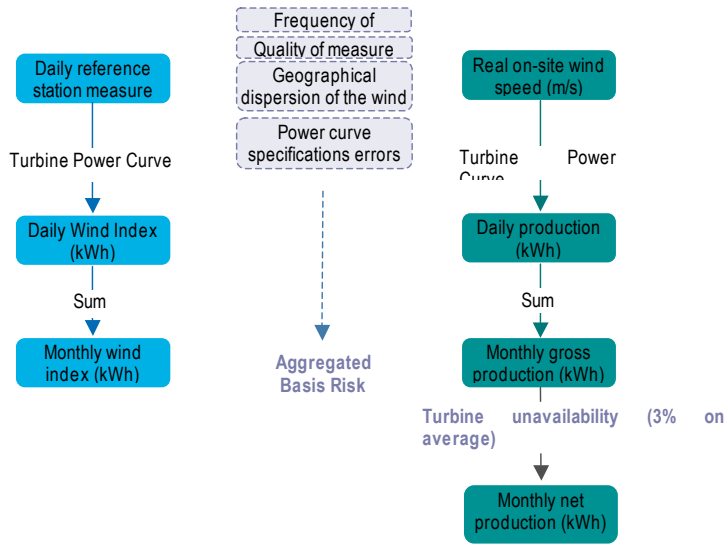 Daily reference
station measure
Turbine Power Curve
Daily Wind Index
(kWh)
Sum
Monthly wind
index (kWh)
Frequency of
Quality of measure
Geographical
dispersion of the wind
Power curve
specifications errors
Aggregated
Basis Risk
Real on-site wind
speed (m/s)
Turbine Power
Curve
Daily production
(kWh)
Sum
Monthly gross
production (kWh)
Turbine unavailability (3% on
average)
Monthly net
production (kWh)